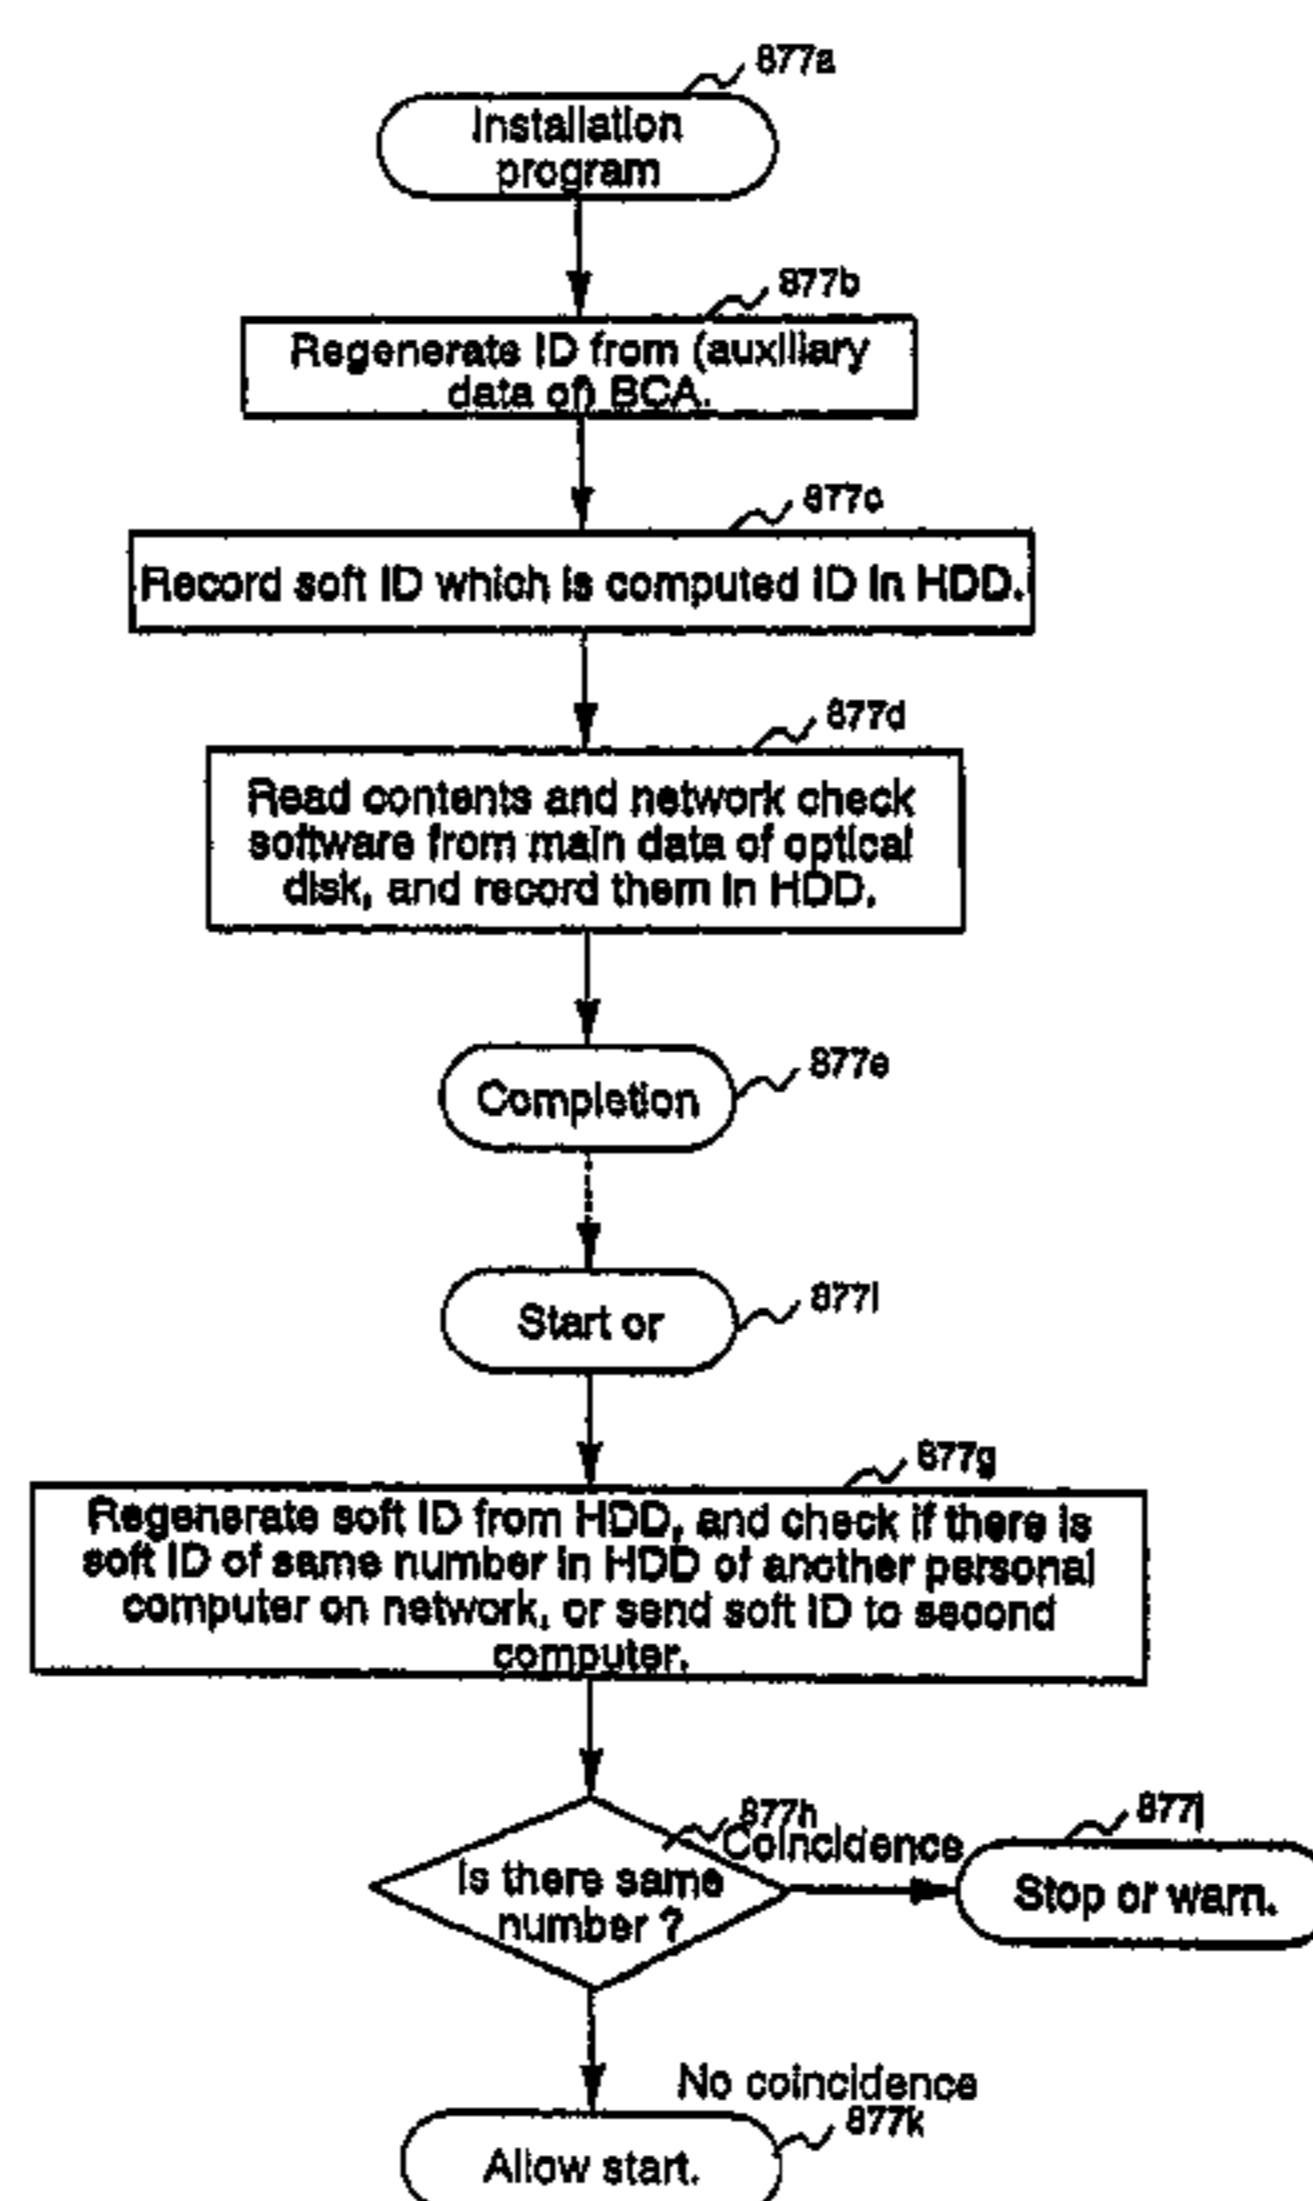 877a
Installation
program
877b
Regenerate ID from (auxiliary
data of) BCA.
877c
Record soft ID which is computed ID in HDD.
877d
Read contents and network check
software from main data of optical
disk, and record them in HDD.
877e
Completion
877i
Start or
877g
Regenerate soft ID from HDD, and check if there is
soft ID of same number in HDD of another personal
computer on network, or send soft ID to second
computer.
877h
Coincidence
877j
Is there same
number ?
Stop or warn.
No coincidence
877k
Allow start.